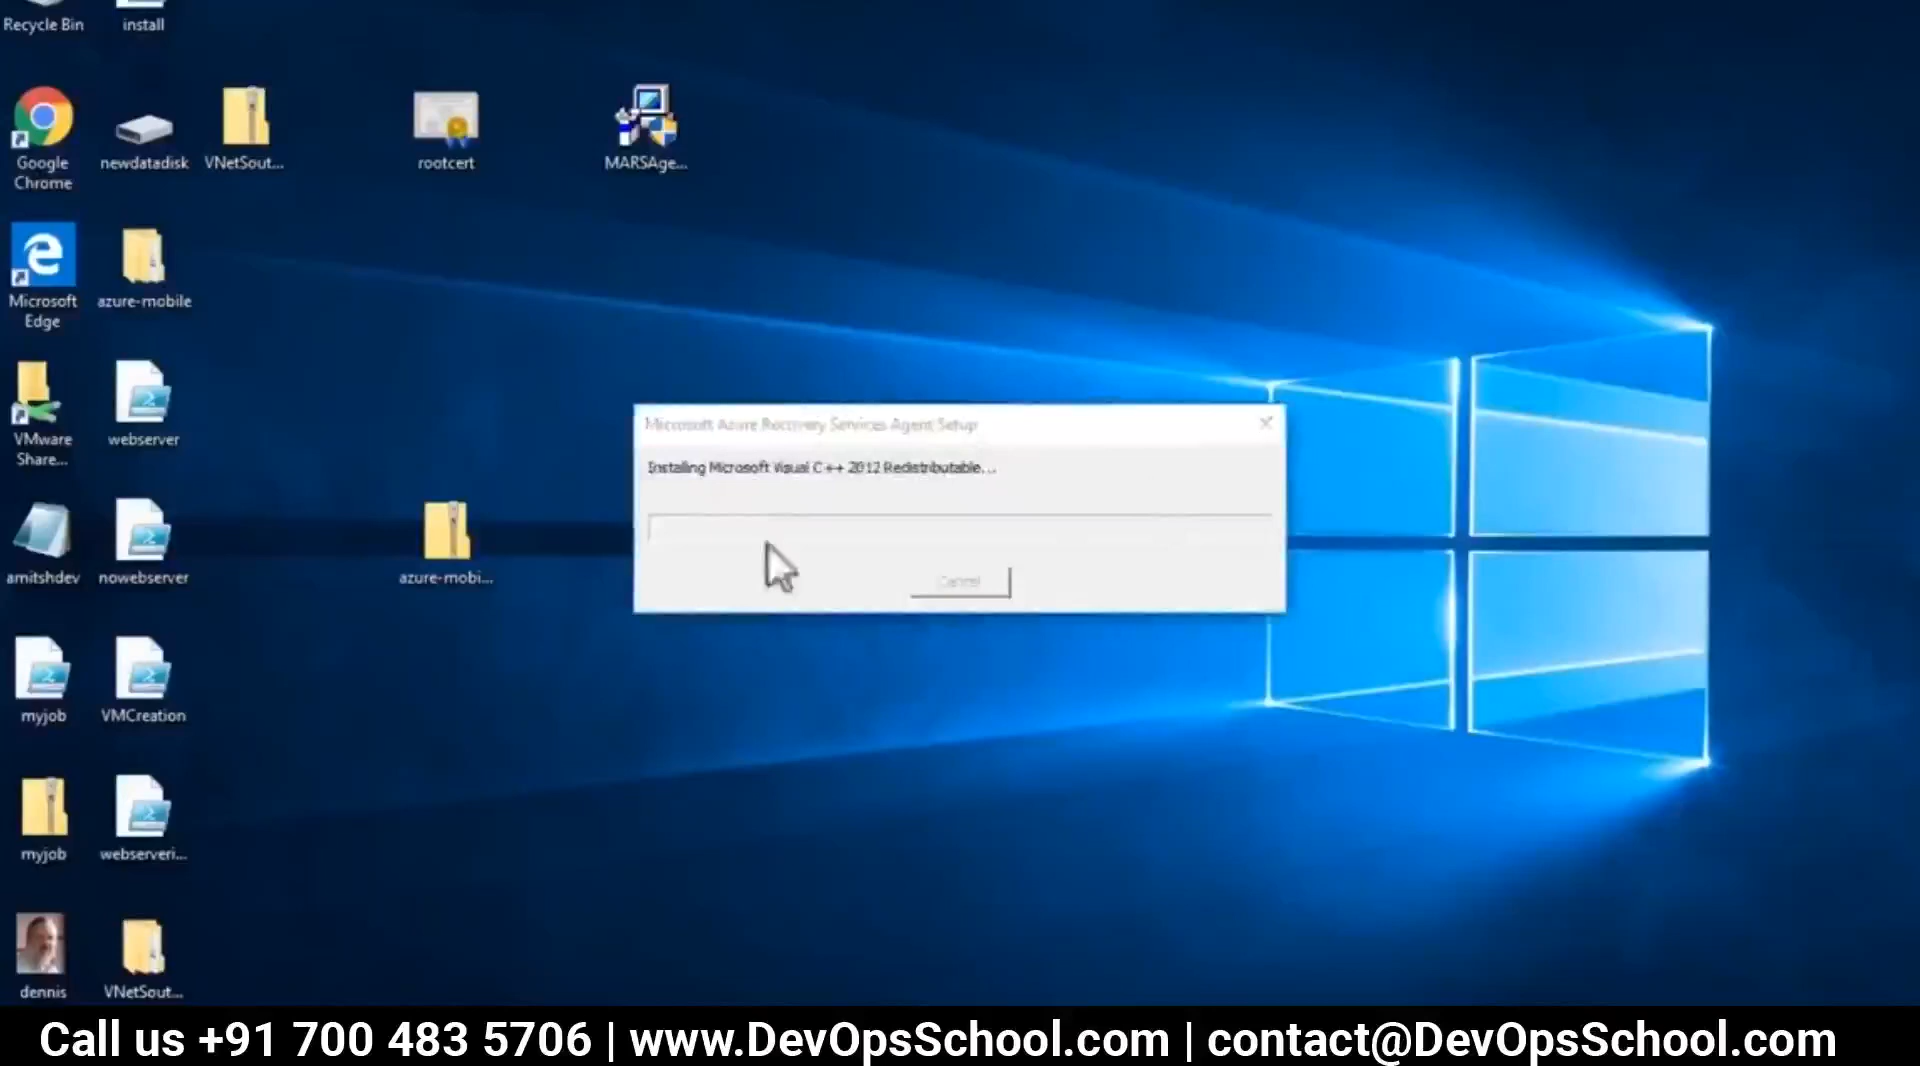 Recycle Bin
install
Google
Chrome
newdatadisk
VNetSout...
rootcert
MARSAge...
Microsoft
Edge
azure-mobile
VMware
Share...
webserver
Microsoft Azure Recovery Services Agent Setup
Installing Microsoft Visual C++ 2012 Redistributable...
Cancel
amitshdev
nowebserver
azure-mobi...
myjob
VMCreation
myjob
webserveri...
dennis
VNetSout...
Call us +91 700 483 5706 | www.DevOpsSchool.com | contact@DevOpsSchool.com